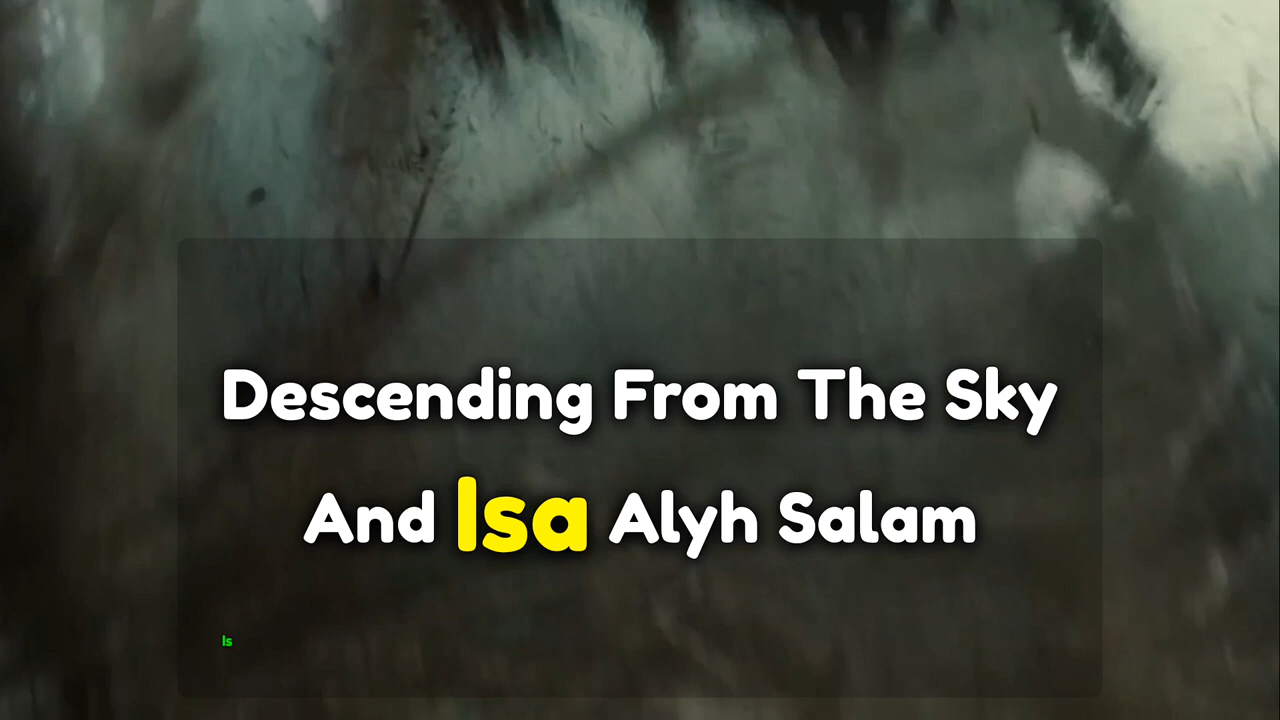 Descending From The Sky
And Isa Alyh Salam
Is